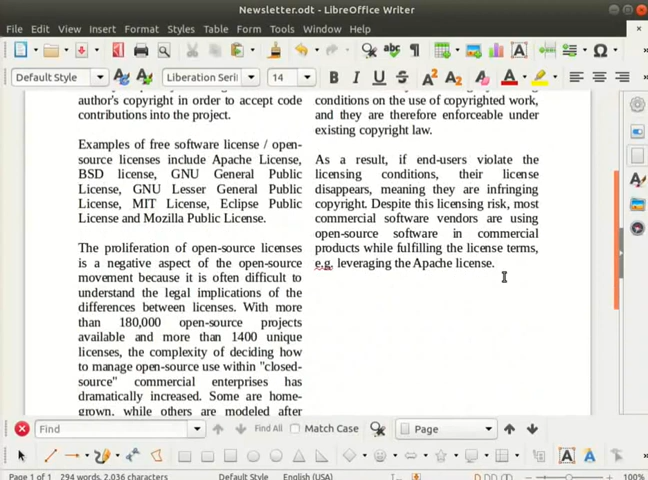 Newsletter.odt - LibreOffice Writer
File Edit View Insert Format Styles Table Form Tools Window Help
Default Style Liberation Seri 14
author's copyright in order to accept code
contributions into the project.
Examples of free software license / open-
source licenses include Apache License,
BSD license, GNU General Public
License, GNU Lesser General Public
License, MIT License, Eclipse Public
License and Mozilla Public License.
The proliferation of open-source licenses
is a negative aspect of the open-source
movement because it is often difficult to
understand the legal implications of the
differences between licenses. With more
than 180,000 open-source projects
available and more than 1400 unique
licenses, the complexity of deciding how
to manage open-source use within "closed-
source" commercial enterprises has
dramatically increased. Some are home-
grown, while others are modeled after
conditions on the use of copyrighted work,
and they are therefore enforceable under
existing copyright law.
As a result, if end-users violate the
licensing conditions, their license
disappears, meaning they are infringing
copyright. Despite this licensing risk, most
commercial software vendors are using
open-source software in commercial
products while fulfilling the license terms,
e.g. leveraging the Apache license.
Find Find All Match Case Page
Page 1 of 1 294 words, 2,036 characters Default Style English (USA) 100%